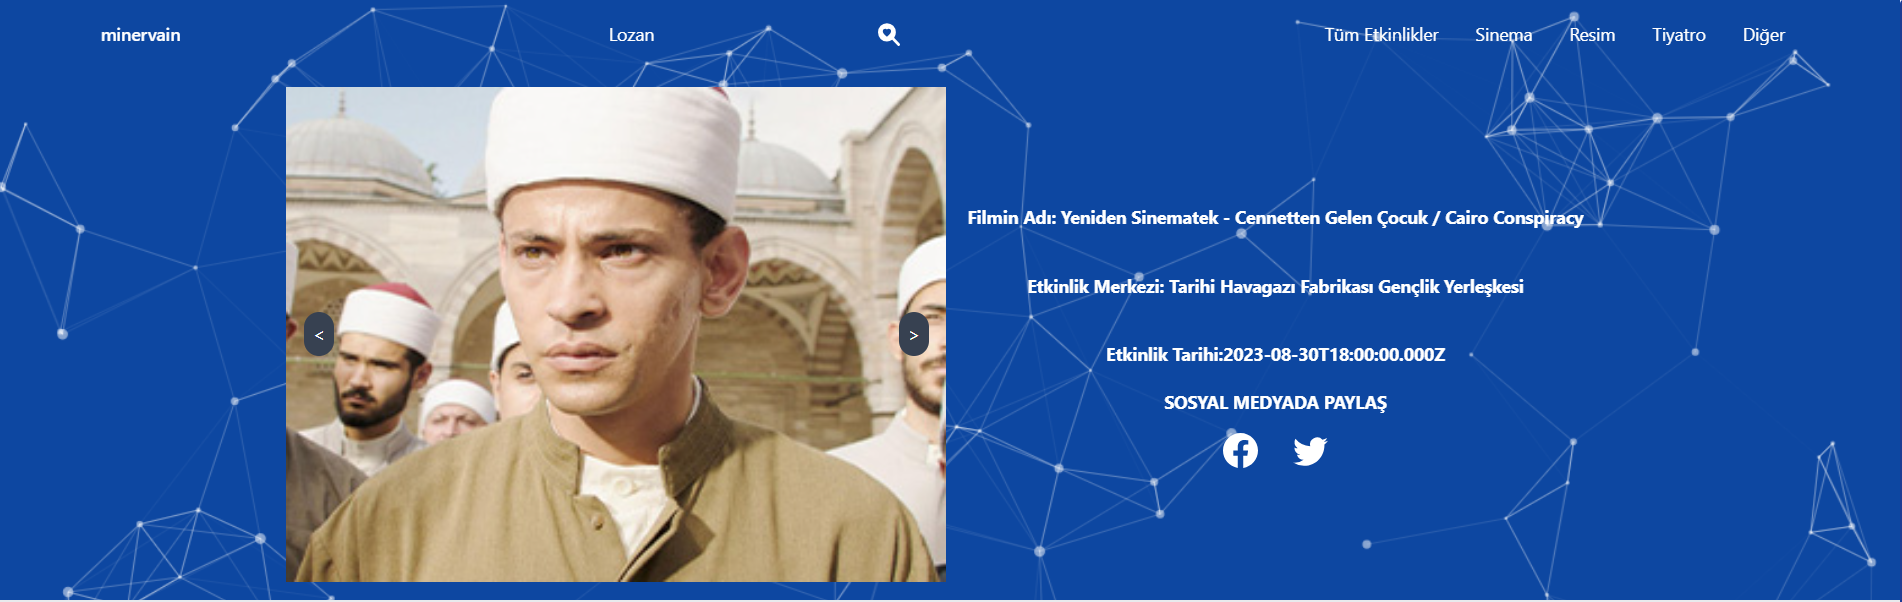 minervain
Lozan
Tüm Etkinlikler Sinema Resim Tiyatro Diğer
Filmin Adı: Yeniden Sinematek - Cennetten Gelen Çocuk / Cairo Conspiracy
Etkinlik Merkezi: Tarihi Havagazı Fabrikası Gençlik Yerleşkesi
< >
Etkinlik Tarihi:2023-08-30T18:00:00.000Z
SOSYAL MEDYADA PAYLAŞ